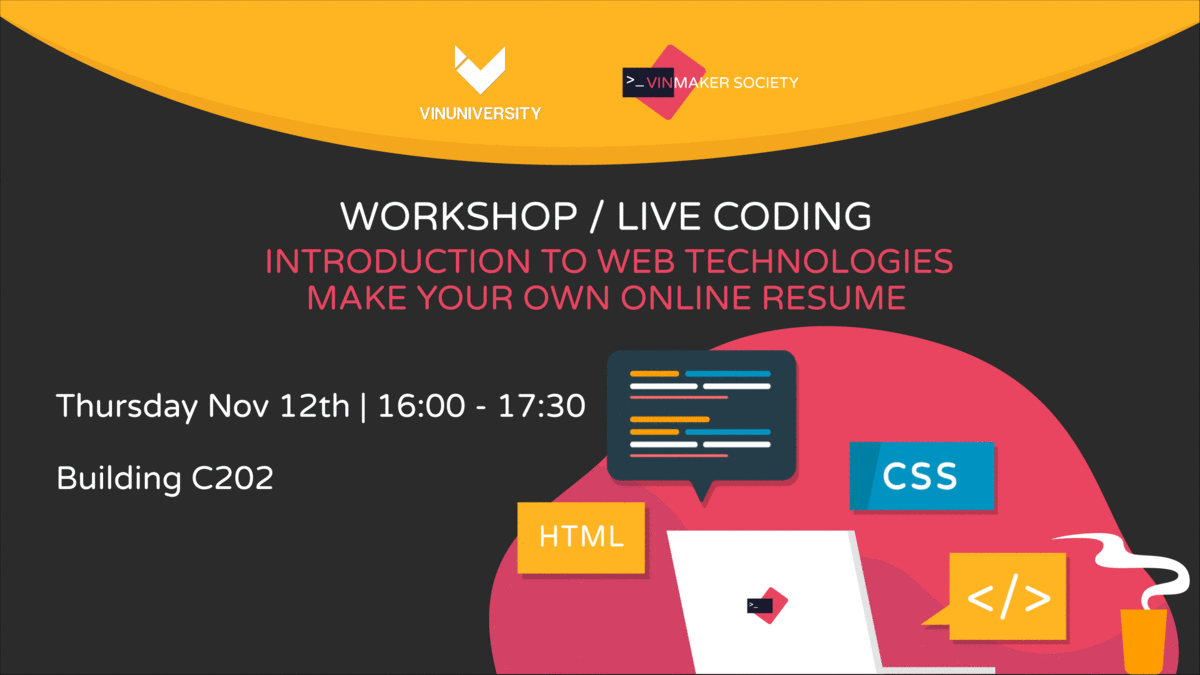 VINUNIVERSITY
>_ VINMAKER SOCIETY
WORKSHOP / LIVE CODING
INTRODUCTION TO WEB TECHNOLOGIES
MAKE YOUR OWN ONLINE RESUME
Thursday Nov 12th | 16:00 - 17:30
Building C202
CSS
HTML
</>
>_